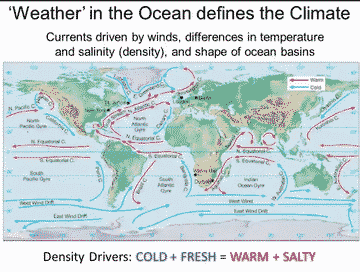 'Weather' in the Ocean defines the Climate
Currents driven by winds, differences in temperature
and salinity (density), and shape of ocean basins
Warm
Cold
N. Pacific C.
North
Pacific Gyre
North
Atlantic
Gyre
N. Equatorial C.
N. Equatorial C.
S. Equatorial C.
S. Equatorial C.
South
Pacific Gyre
South
Atlantic
Gyre
Indian
Ocean Gyre
West Wind Drift
West Wind
East Wind Drift
East Wind Drift
Density Drivers: COLD + FRESH = WARM + SALTY